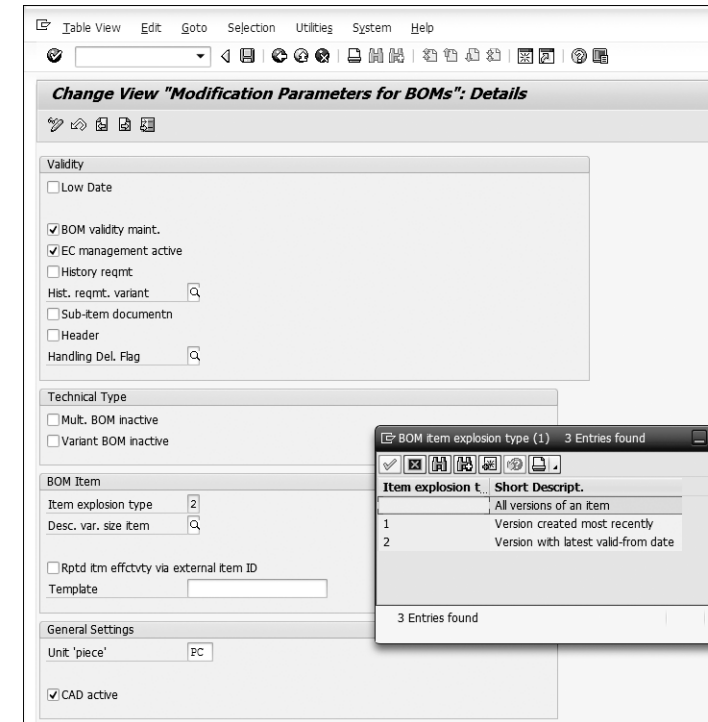 Table View Edit Goto Selection Utilities System Help
Change View "Modification Parameters for BOMs": Details
Validity
Low Date
BOM validity maint.
EC management active
History reqmt
Hist. reqmt. variant
Sub-item documentn
Header
Handling Del. Flag
Technical Type
Mult. BOM inactive
Variant BOM inactive
BOM Item
Item explosion type 2
Desc. var. size item
Rptd itm effctvty via external item ID
Template
General Settings
Unit 'piece' PC
CAD active
BOM item explosion type (1) 3 Entries found
Item explosion t... Short Descript.
All versions of an item
1 Version created most recently
2 Version with latest valid-from date
3 Entries found